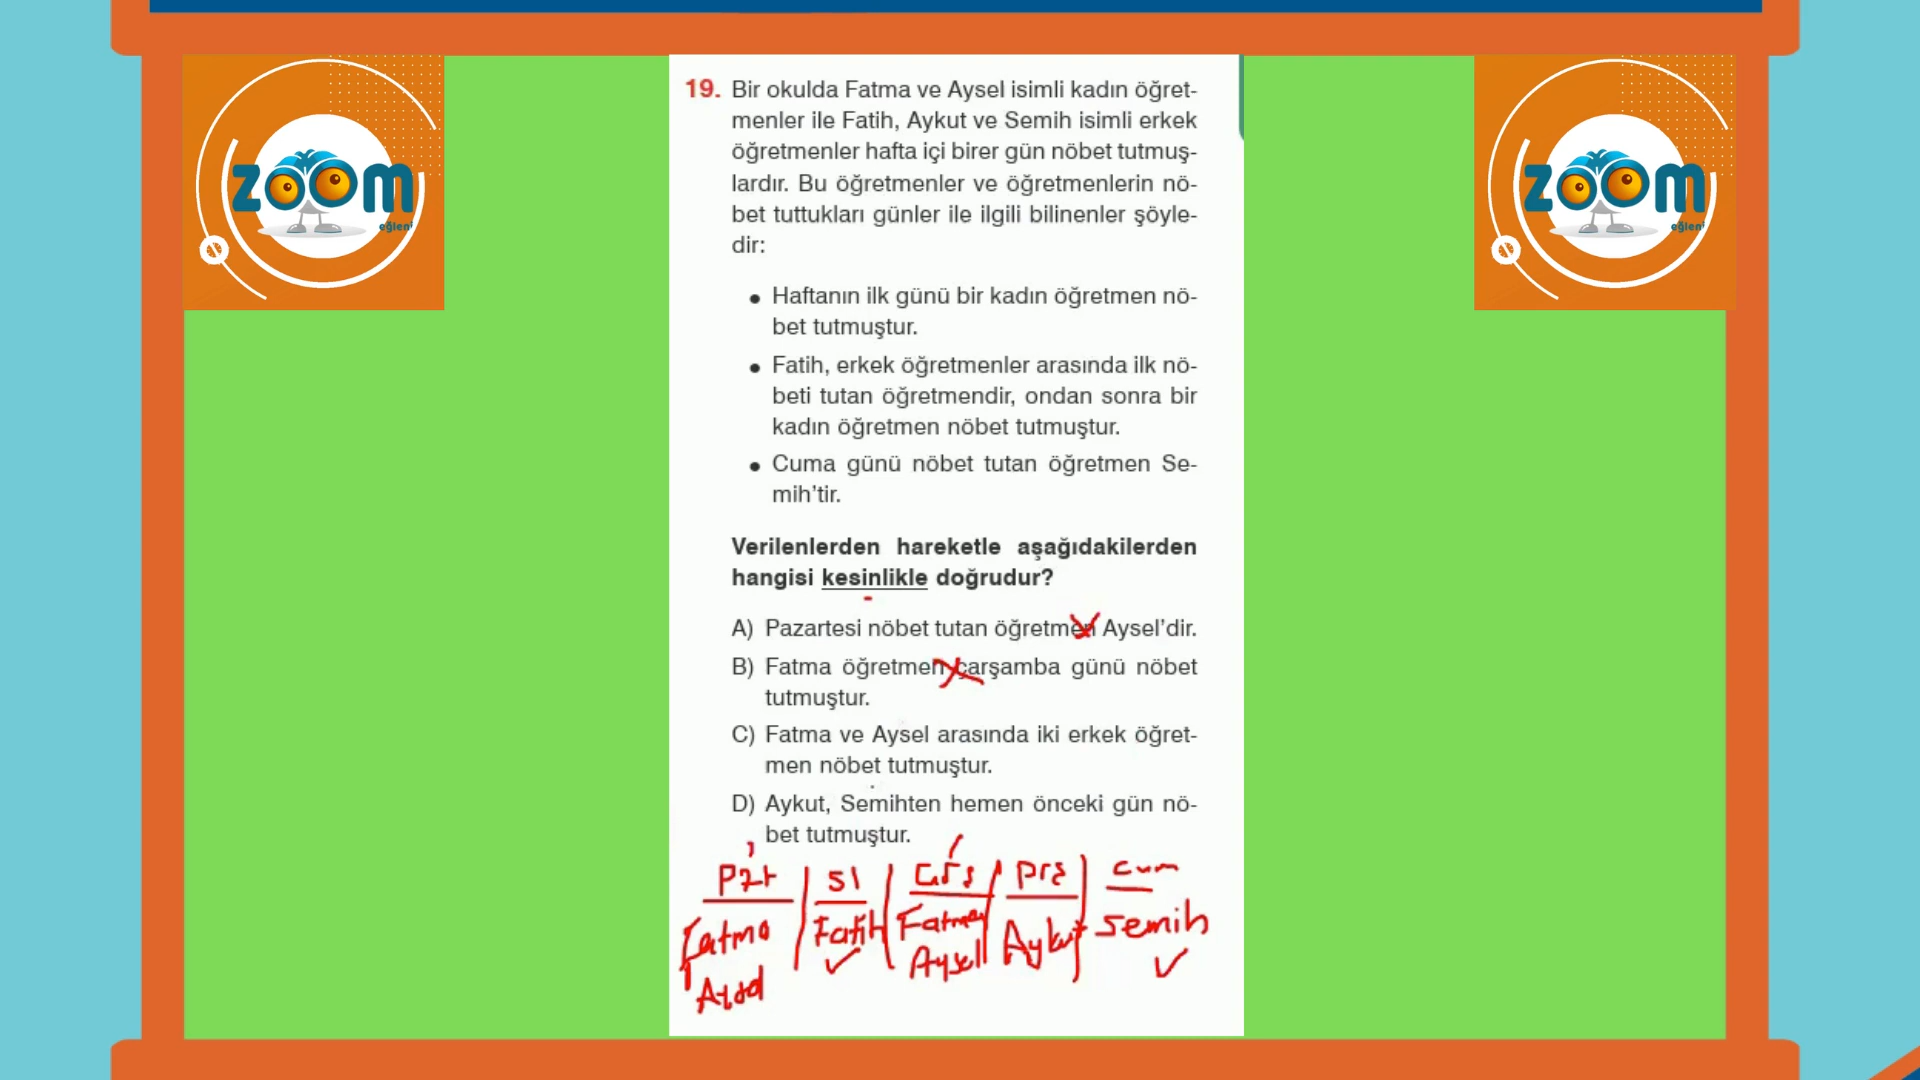 zoom
eğleni
zoom
eğleni
19. Bir okulda Fatma ve Aysel isimli kadın öğret-
menler ile Fatih, Aykut ve Semih isimli erkek
öğretmenler hafta içi birer gün nöbet tutmuş-
lardır. Bu öğretmenler ve öğretmenlerin nö-
bet tuttukları günler ile ilgili bilinenler şöyle-
dir:
• Haftanın ilk günü bir kadın öğretmen nö-
bet tutmuştur.
• Fatih, erkek öğretmenler arasında ilk nö-
beti tutan öğretmendir, ondan sonra bir
kadın öğretmen nöbet tutmuştur.
• Cuma günü nöbet tutan öğretmen Se-
mih'tir.
Verilenlerden hareketle aşağıdakilerden
hangisi kesinlikle doğrudur?
A) Pazartesi nöbet tutan öğretmen Aysel'dir.
B) Fatma öğretmen çarşamba günü nöbet
tutmuştur.
C) Fatma ve Aysel arasında iki erkek öğret-
men nöbet tutmuştur.
D) Aykut, Semihten hemen önceki gün nö-
bet tutmuştur.
Pzt Sl Çrş Prş Cum
Fatma Fatih Fatma Aykut Semih
Aysel Aysel